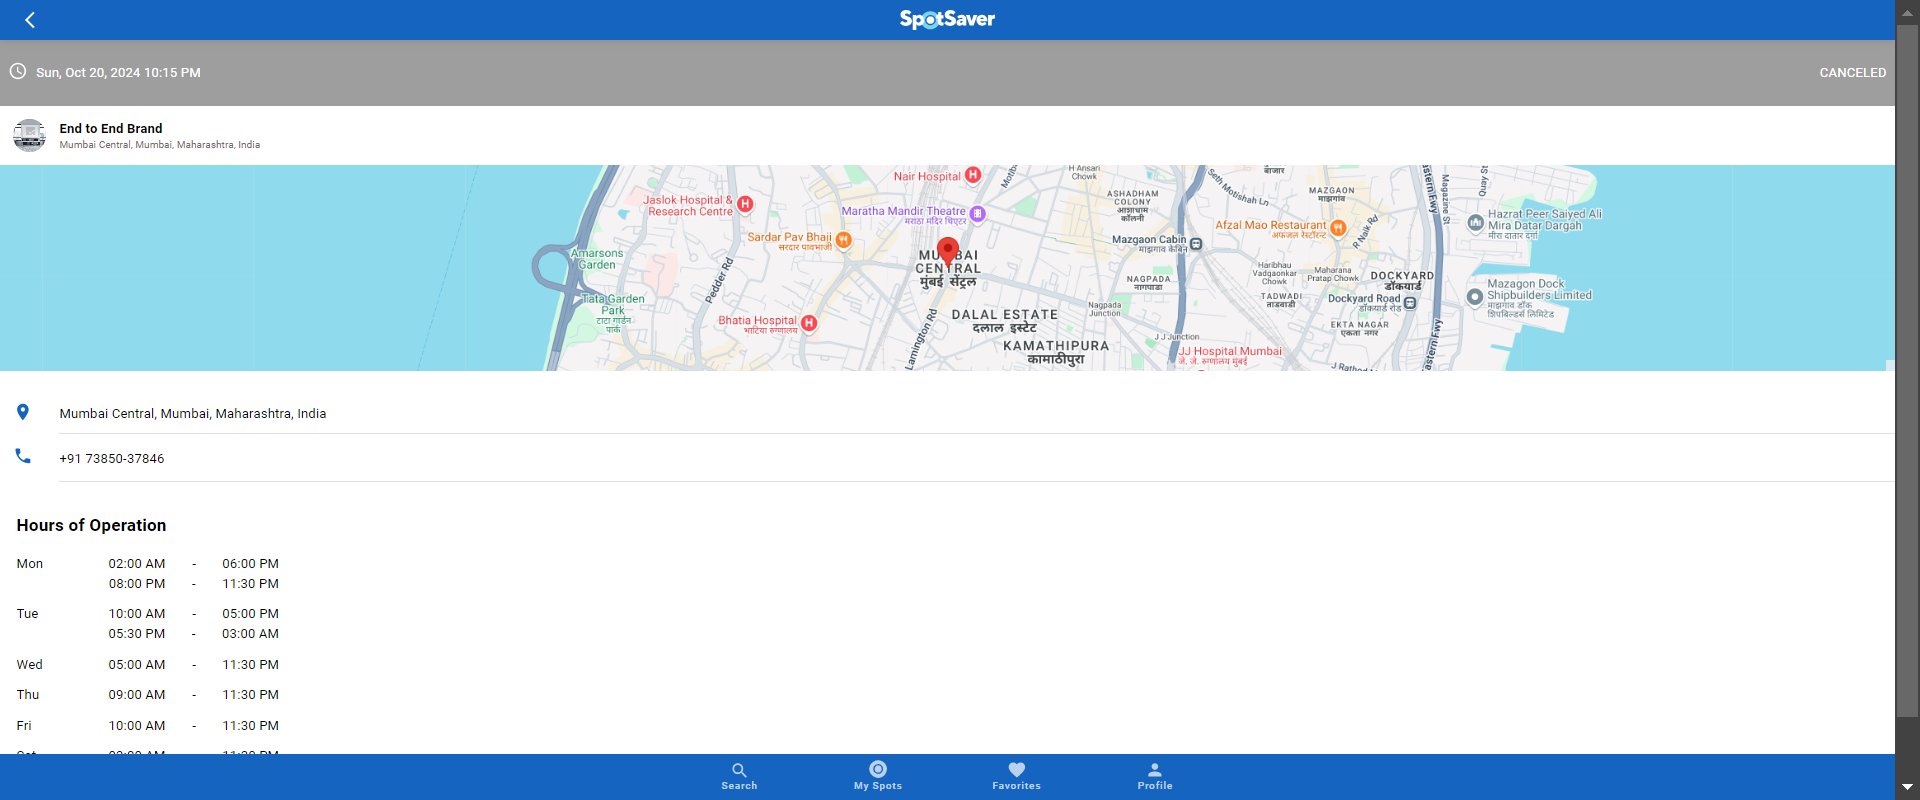 SpotSaver
Sun, Oct 20, 2024 10:15 PM
CANCELED
End to End Brand
Mumbai Central, Mumbai, Maharashtra, India
Nair Hospital
H Ansari
Chowk
बाजार
Seth Motishah Ln
Eastern Fwy
Magazine St
Quay St
Jaslok Hospital &
Research Centre
Maratha Mandir Theatre
मराठा मंदिर थिएटर
ASHADHAM
COLONY
आशाधाम
कॉलनी
MAZGAON
माझगाव
Hazrat Peer Saiyed Ali
Mira Datar Dargah
मीरा दातार दर्गा
Afzal Mao Restaurant
अफजल रेस्टॉरन्ट
R Naik Rd
Sardar Pav Bhaji
सरदार पावभाजी
Mazgaon Cabin
माझगाव केबिन
Amarsons
Garden
MUMBAI
CENTRAL
मुंबई सेंट्रल
Pedder Rd
NAGPADA
नागपाडा
Haribhau
Vadgaonkar
Chowk
Maharana
Pratap Chowk
DOCKYARD
डॉकयार्ड
Mazagon Dock
Shipbuilders Limited
माझगाव डॉक
शिपबिल्डर्स लिमिटेड
Tata Garden
Park
टाटा गार्डन
पार्क
TADWADI
ताडवाडी
Dockyard Road
डॉकयार्ड रोड
Nagpada
Junction
Bhatia Hospital
भाटिया रुग्णालय
Lamington Rd
DALAL ESTATE
दलाल इस्टेट
EKTA NAGAR
एकता नगर
J J Junction
KAMATHIPURA
कामाठीपुरा
JJ Hospital Mumbai
जे. जे. रुग्णालय मुंबई
Eastern Fwy
Mumbai Central, Mumbai, Maharashtra, India
+91 73850-37846
Hours of Operation
Mon 02:00 AM - 06:00 PM
08:00 PM - 11:30 PM
Tue 10:00 AM - 05:00 PM
05:30 PM - 03:00 AM
Wed 05:00 AM - 11:30 PM
Thu 09:00 AM - 11:30 PM
Fri 10:00 AM - 11:30 PM
Search
My Spots
Favorites
Profile